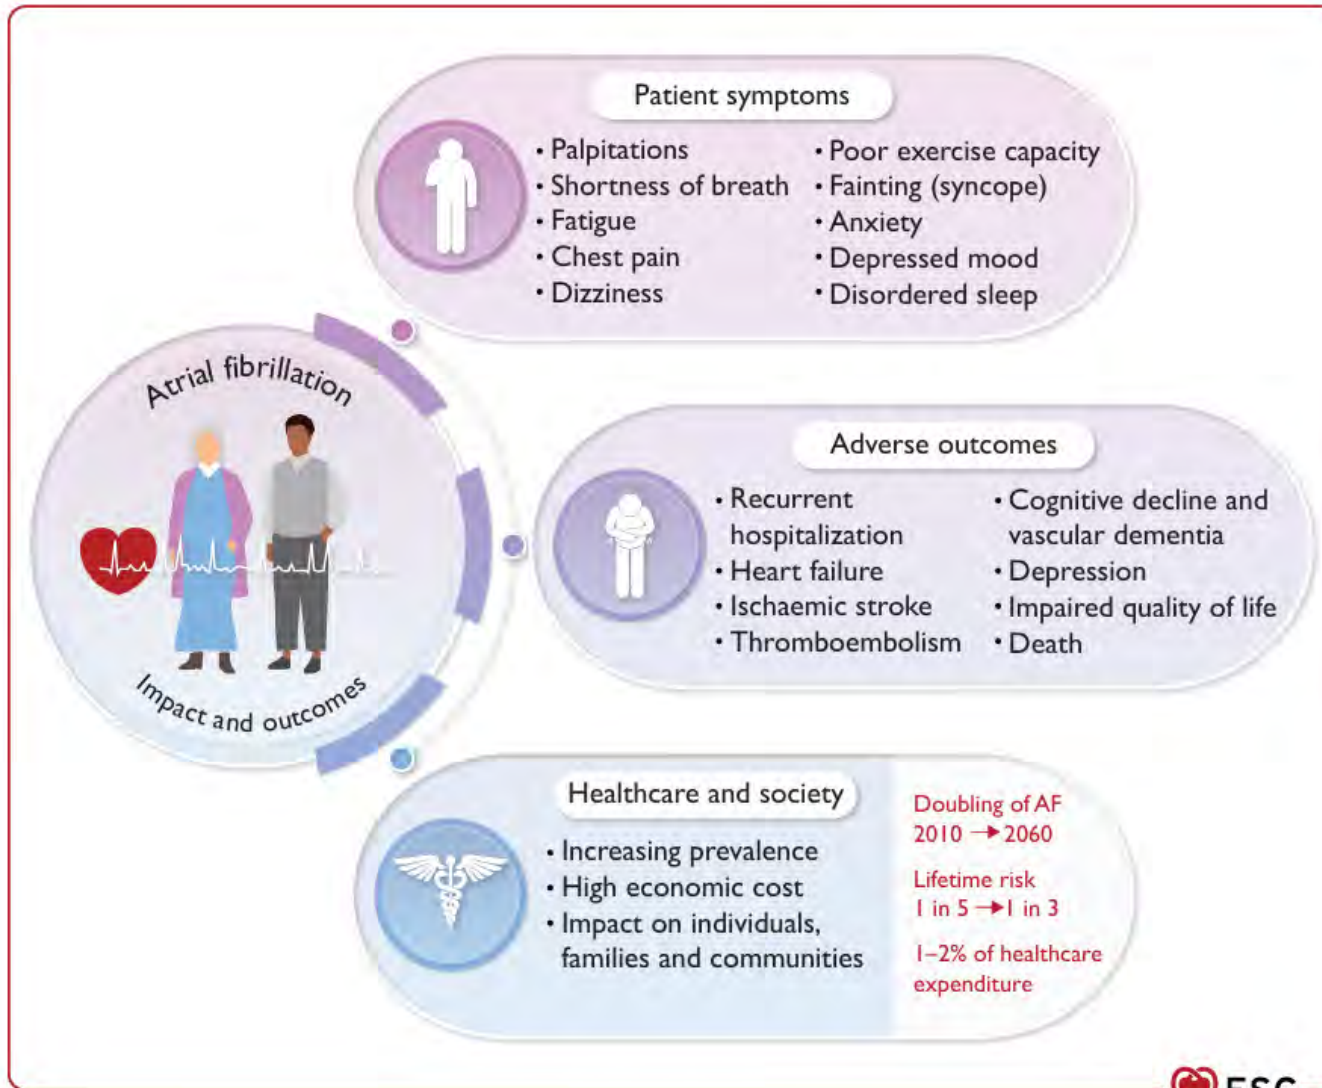 Patient symptoms
• Palpitations
• Shortness of breath
• Fatigue
• Chest pain
• Dizziness
• Poor exercise capacity
• Fainting (syncope)
• Anxiety
• Depressed mood
• Disordered sleep
Atrial fibrillation
Impact and outcomes
Adverse outcomes
• Recurrent
hospitalization
• Heart failure
• Ischaemic stroke
• Thromboembolism
• Cognitive decline and
vascular dementia
• Depression
• Impaired quality of life
• Death
Healthcare and society
• Increasing prevalence
• High economic cost
• Impact on individuals,
families and communities
Doubling of AF
2010 → 2060
Lifetime risk
1 in 5 → 1 in 3
1–2% of healthcare
expenditure
ESC